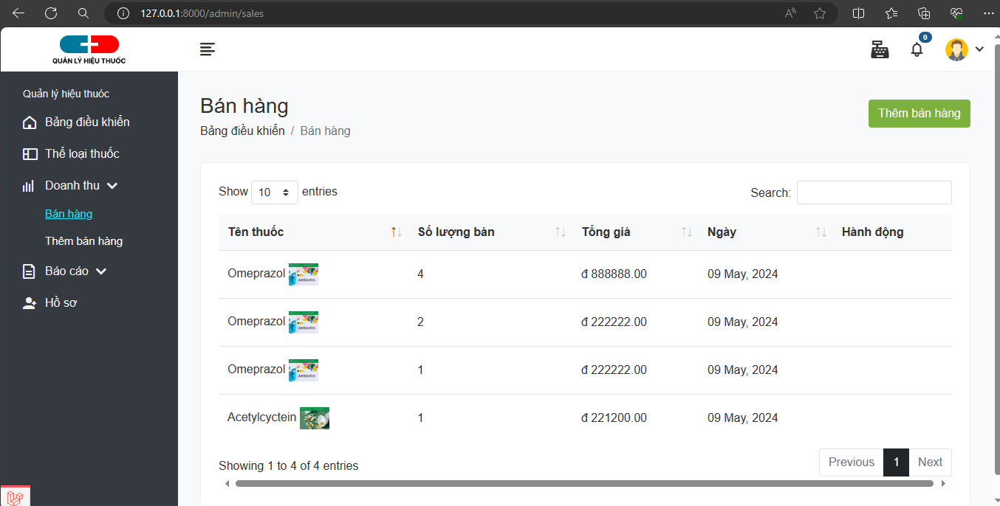 127.0.0.1:8000/admin/sales
QUẢN LÝ HIỆU THUỐC
0
Quản lý hiệu thuóc
Bảng điều khiển
Thể loại thuốc
Doanh thu
Bán hàng
Thêm bán hàng
Báo cáo
Hồ sơ
Bán hàng
Bảng điều khiển / Bán hàng
Thêm bán hàng
Show 10 entries
Search:
Tên thuốc Số lượng bán Tổng giá Ngày Hành động
Omeprazol Antibiotics 4 đ 888888.00 09 May, 2024
Omeprazol Antibiotics 2 đ 222222.00 09 May, 2024
Omeprazol Antibiotics 1 đ 222222.00 09 May, 2024
Acetylcyctein 1 đ 221200.00 09 May, 2024
Showing 1 to 4 of 4 entries
Previous 1 Next